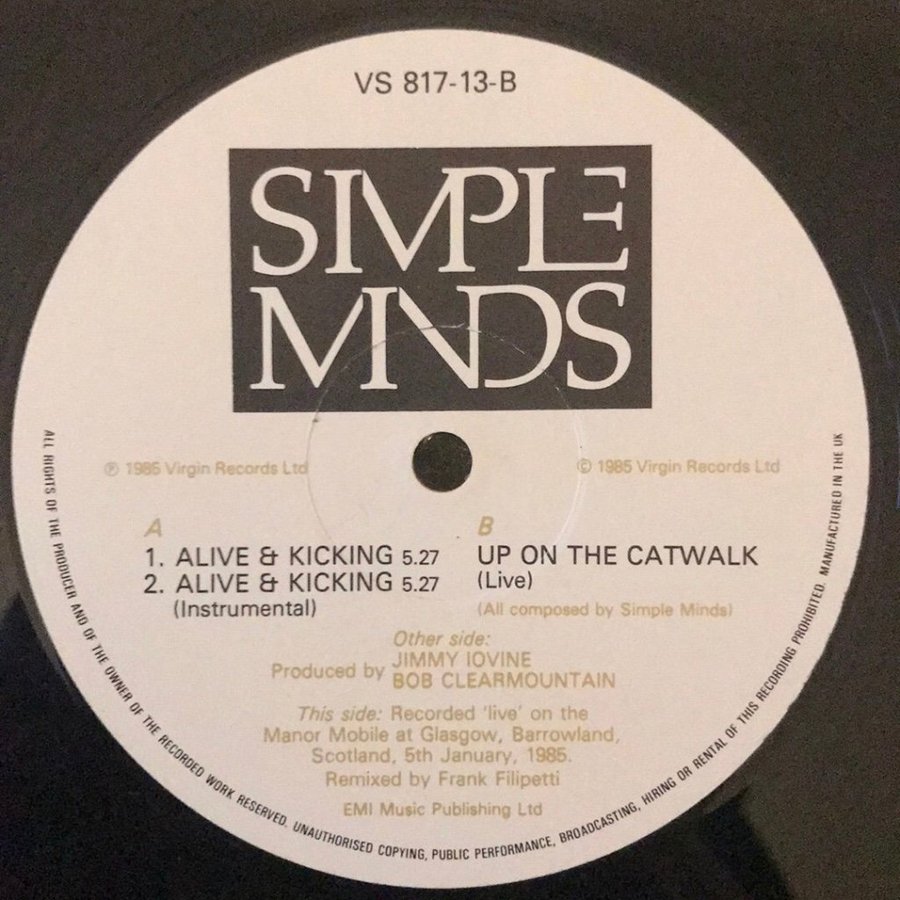 VS 817-13-B
SIMPLE
MINDS
℗ 1985 Virgin Records Ltd
© 1985 Virgin Records Ltd
A
1. ALIVE & KICKING 5.27
2. ALIVE & KICKING 5.27
(Instrumental)
B
UP ON THE CATWALK
(Live)
(All composed by Simple Minds)
Other side:
Produced by JIMMY IOVINE
BOB CLEARMOUNTAIN
This side: Recorded 'live' on the
Manor Mobile at Glasgow, Barrowland,
Scotland, 5th January, 1985.
Remixed by Frank Filipetti
EMI Music Publishing Ltd
ALL RIGHTS OF THE PRODUCER AND OF THE OWNER OF THE RECORDED WORK RESERVED. UNAUTHORISED COPYING, PUBLIC PERFORMANCE, BROADCASTING, HIRING OR RENTAL OF THIS RECORDING PROHIBITED. MANUFACTURED IN THE UK